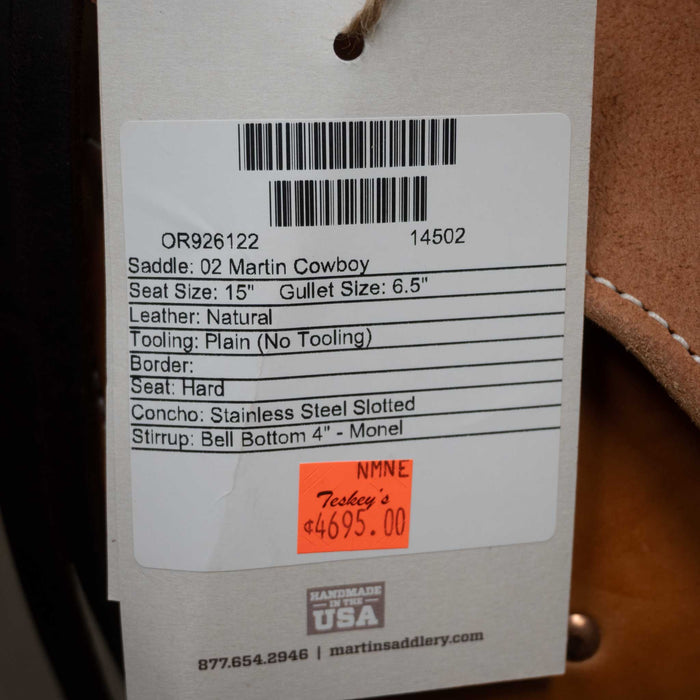 OR926122 14502
Saddle: 02 Martin Cowboy
Seat Size: 15" Gullet Size: 6.5"
Leather: Natural
Tooling: Plain (No Tooling)
Border:
Seat: Hard
Concho: Stainless Steel Slotted
Stirrup: Bell Bottom 4" - Monel
NMNE
Teskey's
¢4695.00
HANDMADE
IN THE
USA
877.654.2946 | martinsaddlery.com